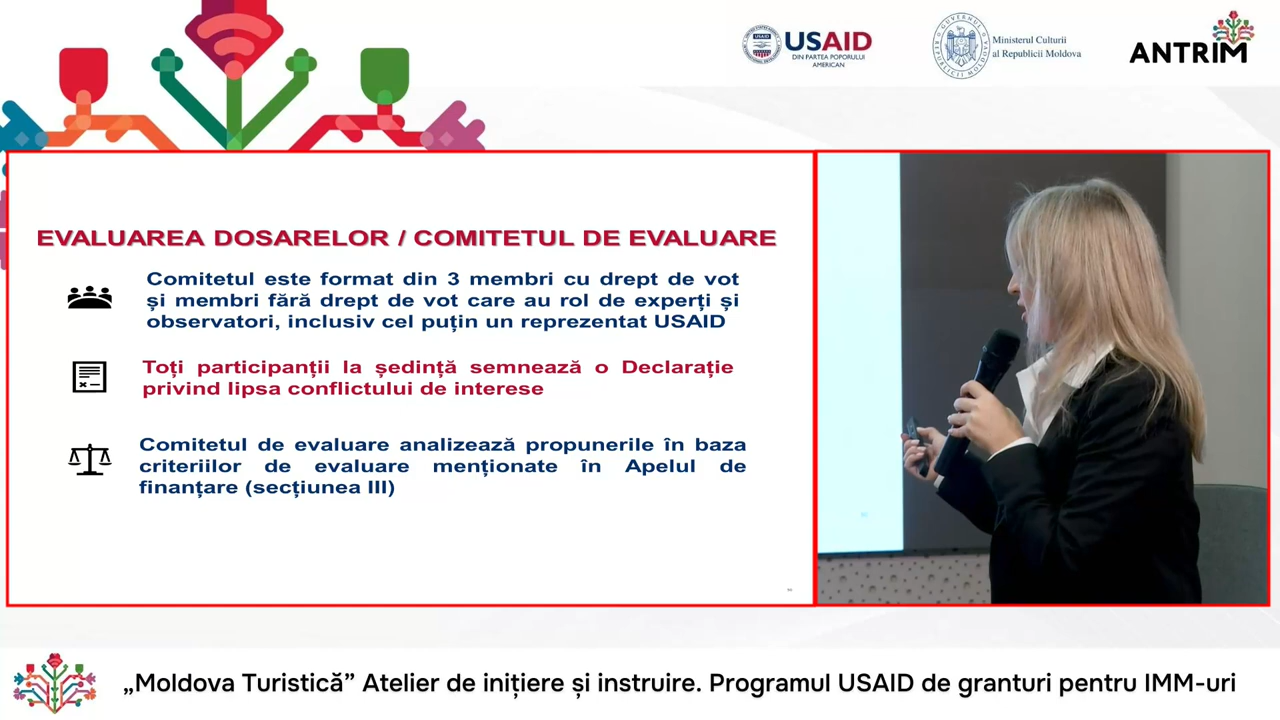 USAID
DIN PARTEA POPORULUI
AMERICAN
Ministerul Culturii
al Republicii Moldova
ANTRIM
EVALUAREA DOSARELOR / COMITETUL DE EVALUARE
Comitetul este format din 3 membri cu drept de vot
și membri fără drept de vot care au rol de experţi și
observatori, inclusiv cel puțin un reprezentat USAID
Toți participanții la ședință semnează o Declarație
privind lipsa conflictului de interese
Comitetul de evaluare analizează propunerile în baza
criteriilor de evaluare menționate în Apelul de
finanțare (secțiunea III)
„Moldova Turistică” Atelier de inițiere și instruire. Programul USAID de granturi pentru IMM-uri